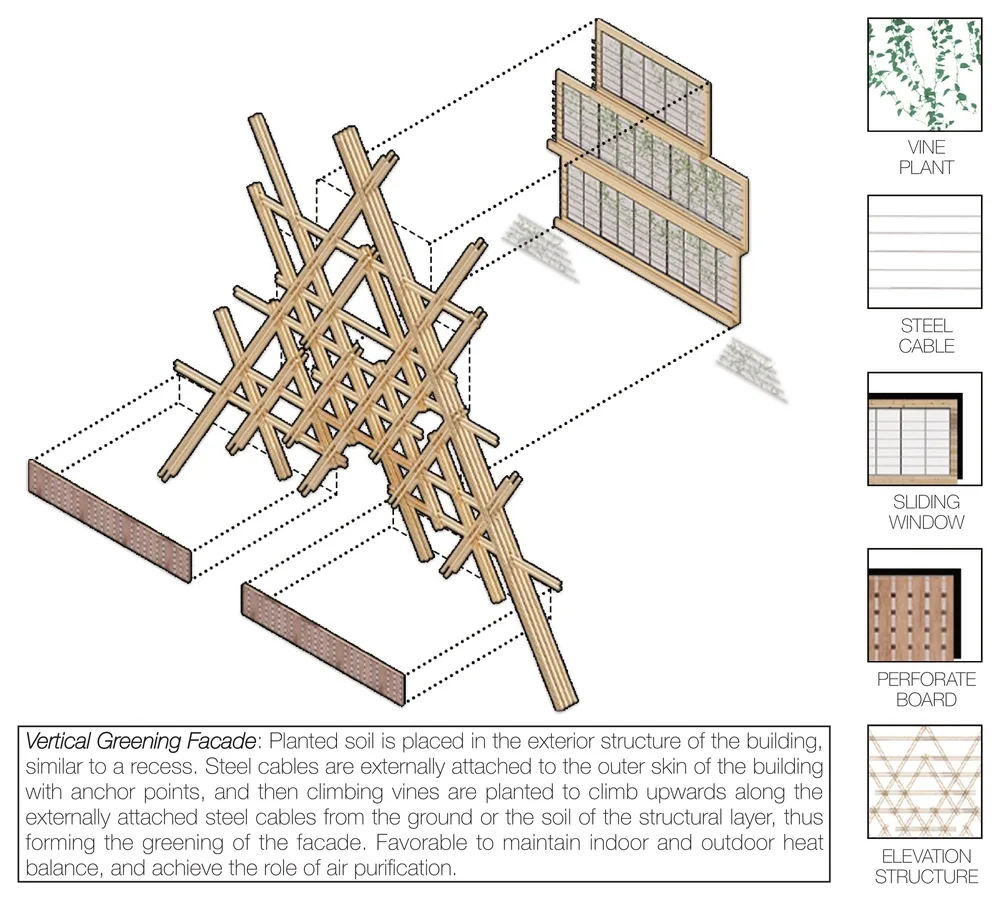 VINE
PLANT
STEEL
CABLE
SLIDING
WINDOW
PERFORATE
BOARD
ELEVATION
STRUCTURE
Vertical Greening Facade: Planted soil is placed in the exterior structure of the building,
similar to a recess. Steel cables are externally attached to the outer skin of the building
with anchor points, and then climbing vines are planted to climb upwards along the
externally attached steel cables from the ground or the soil of the structural layer, thus
forming the greening of the facade. Favorable to maintain indoor and outdoor heat
balance, and achieve the role of air purification.